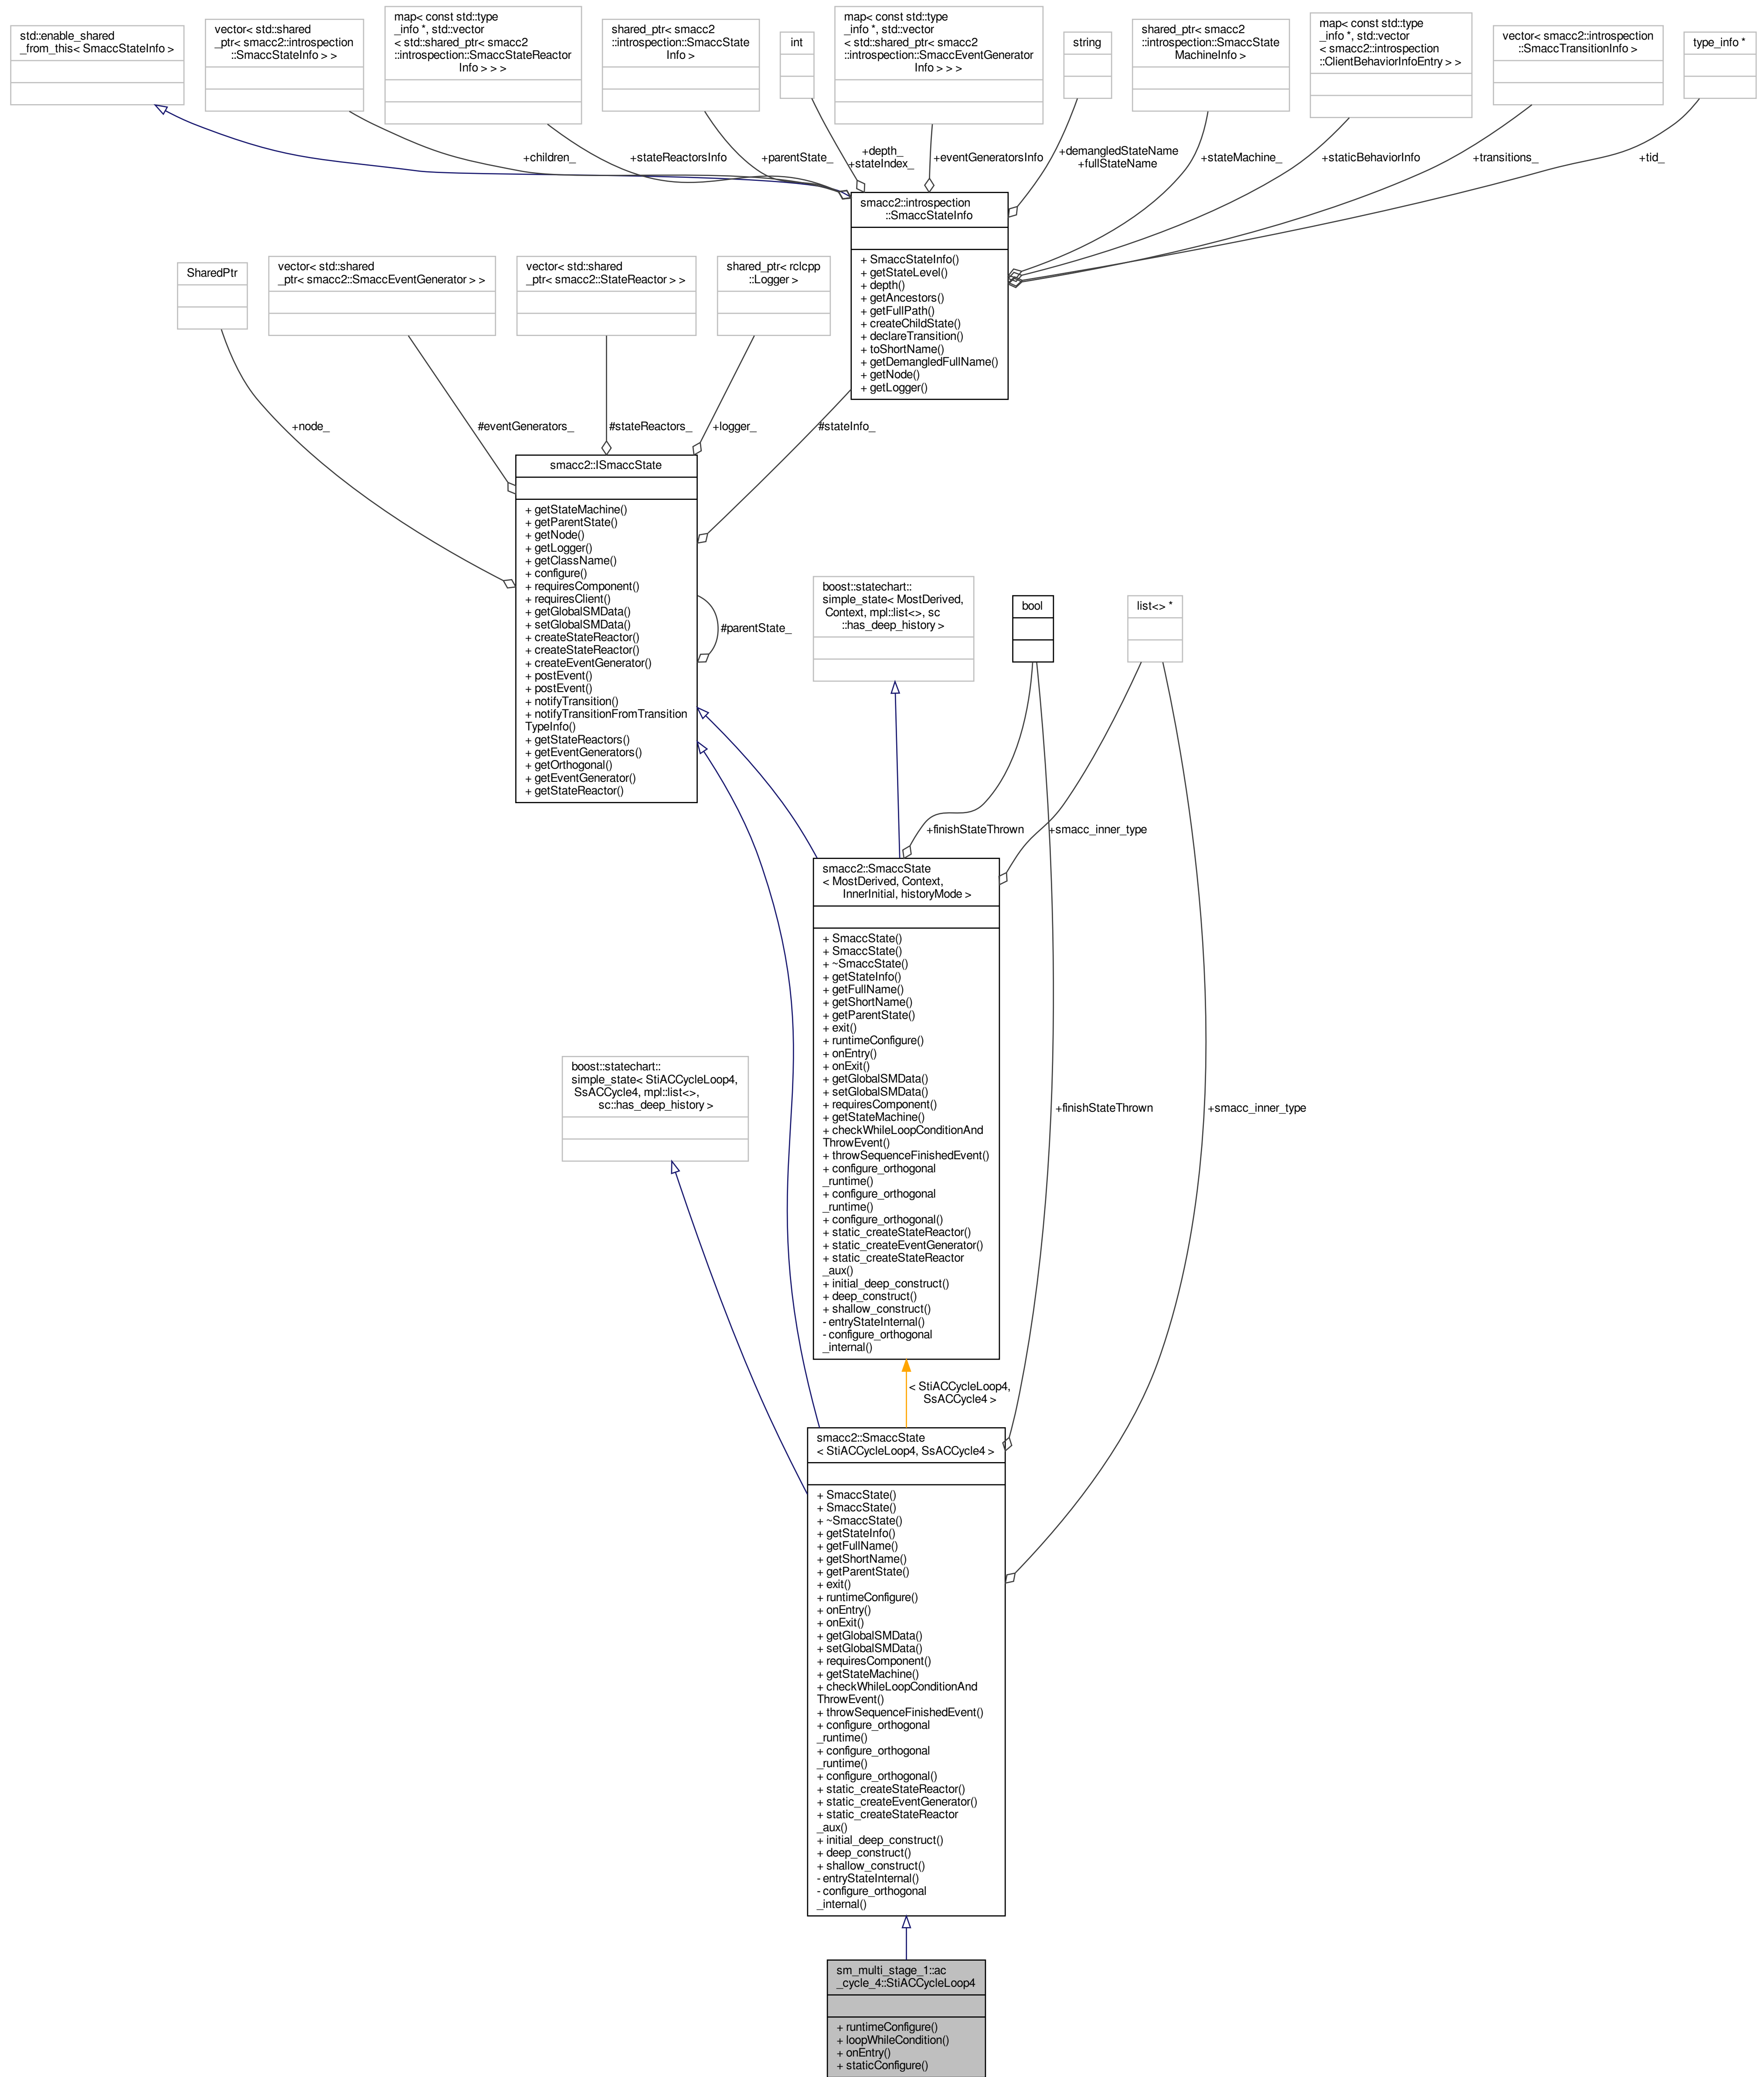 std::enable_shared
_from_this< SmaccStateInfo >
vector< std::shared
_ptr< smacc2::introspection
::SmaccStateInfo > >
map< const std::type
_info *, std::vector
< std::shared_ptr< smacc2
::introspection::SmaccStateReactor
Info > > >
shared_ptr< smacc2
::introspection::SmaccState
Info >
int
map< const std::type
_info *, std::vector
< std::shared_ptr< smacc2
::introspection::SmaccEventGenerator
Info > > >
string
shared_ptr< smacc2
::introspection::SmaccState
MachineInfo >
map< const std::type
_info *, std::vector
< smacc2::introspection
::ClientBehaviorInfoEntry > >
vector< smacc2::introspection
::SmaccTransitionInfo >
type_info *
+children_
+stateReactorsInfo
+parentState_
+depth_
+stateIndex_
+eventGeneratorsInfo
+demangledStateName
+fullStateName
+stateMachine_
+staticBehaviorInfo
+transitions_
+tid_
smacc2::introspection
::SmaccStateInfo
+ SmaccStateInfo()
+ getStateLevel()
+ depth()
+ getAncestors()
+ getFullPath()
+ createChildState()
+ declareTransition()
+ toShortName()
+ getDemangledFullName()
+ getNode()
+ getLogger()
SharedPtr
vector< std::shared
_ptr< smacc2::SmaccEventGenerator > >
vector< std::shared
_ptr< smacc2::StateReactor > >
shared_ptr< rclcpp
::Logger >
+node_
#eventGenerators_
#stateReactors_
+logger_
#stateInfo_
smacc2::ISmaccState
+ getStateMachine()
+ getParentState()
+ getNode()
+ getLogger()
+ getClassName()
+ configure()
+ requiresComponent()
+ requiresClient()
+ getGlobalSMData()
+ setGlobalSMData()
+ createStateReactor()
+ createStateReactor()
+ createEventGenerator()
+ postEvent()
+ postEvent()
+ notifyTransition()
+ notifyTransitionFromTransition
TypeInfo()
+ getStateReactors()
+ getEventGenerators()
+ getOrthogonal()
+ getEventGenerator()
+ getStateReactor()
#parentState_
boost::statechart::
simple_state< MostDerived,
Context, mpl::list<>, sc
::has_deep_history >
bool
list<> *
+finishStateThrown
+smacc_inner_type
smacc2::SmaccState
< MostDerived, Context,
InnerInitial, historyMode >
+ SmaccState()
+ SmaccState()
+ ~SmaccState()
+ getStateInfo()
+ getFullName()
+ getShortName()
+ getParentState()
+ exit()
+ runtimeConfigure()
+ onEntry()
+ onExit()
+ getGlobalSMData()
+ setGlobalSMData()
+ requiresComponent()
+ getStateMachine()
+ checkWhileLoopConditionAnd
ThrowEvent()
+ throwSequenceFinishedEvent()
+ configure_orthogonal
_runtime()
+ configure_orthogonal
_runtime()
+ configure_orthogonal()
+ static_createStateReactor()
+ static_createEventGenerator()
+ static_createStateReactor
_aux()
+ initial_deep_construct()
+ deep_construct()
+ shallow_construct()
- entryStateInternal()
- configure_orthogonal
_internal()
boost::statechart::
simple_state< StiACCycleLoop4,
SsACCycle4, mpl::list<>,
sc::has_deep_history >
+finishStateThrown
+smacc_inner_type
< StiACCycleLoop4,
SsACCycle4 >
smacc2::SmaccState
< StiACCycleLoop4, SsACCycle4 >
+ SmaccState()
+ SmaccState()
+ ~SmaccState()
+ getStateInfo()
+ getFullName()
+ getShortName()
+ getParentState()
+ exit()
+ runtimeConfigure()
+ onEntry()
+ onExit()
+ getGlobalSMData()
+ setGlobalSMData()
+ requiresComponent()
+ getStateMachine()
+ checkWhileLoopConditionAnd
ThrowEvent()
+ throwSequenceFinishedEvent()
+ configure_orthogonal
_runtime()
+ configure_orthogonal
_runtime()
+ configure_orthogonal()
+ static_createStateReactor()
+ static_createEventGenerator()
+ static_createStateReactor
_aux()
+ initial_deep_construct()
+ deep_construct()
+ shallow_construct()
- entryStateInternal()
- configure_orthogonal
_internal()
sm_multi_stage_1::ac
_cycle_4::StiACCycleLoop4
+ runtimeConfigure()
+ loopWhileCondition()
+ onEntry()
+ staticConfigure()